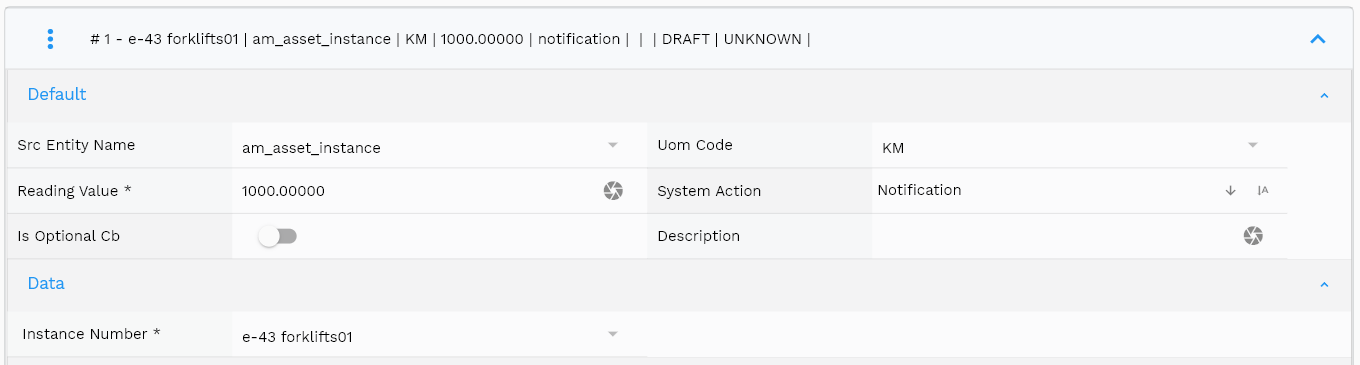 # 1 - e-43 forklifts01 | am_asset_instance | KM | 1000.00000 | notification | | | DRAFT | UNKNOWN |
Default
Src Entity Name am_asset_instance Uom Code KM
Reading Value * 1000.00000 System Action Notification
Is Optional Cb Description
Data
Instance Number * e-43 forklifts01